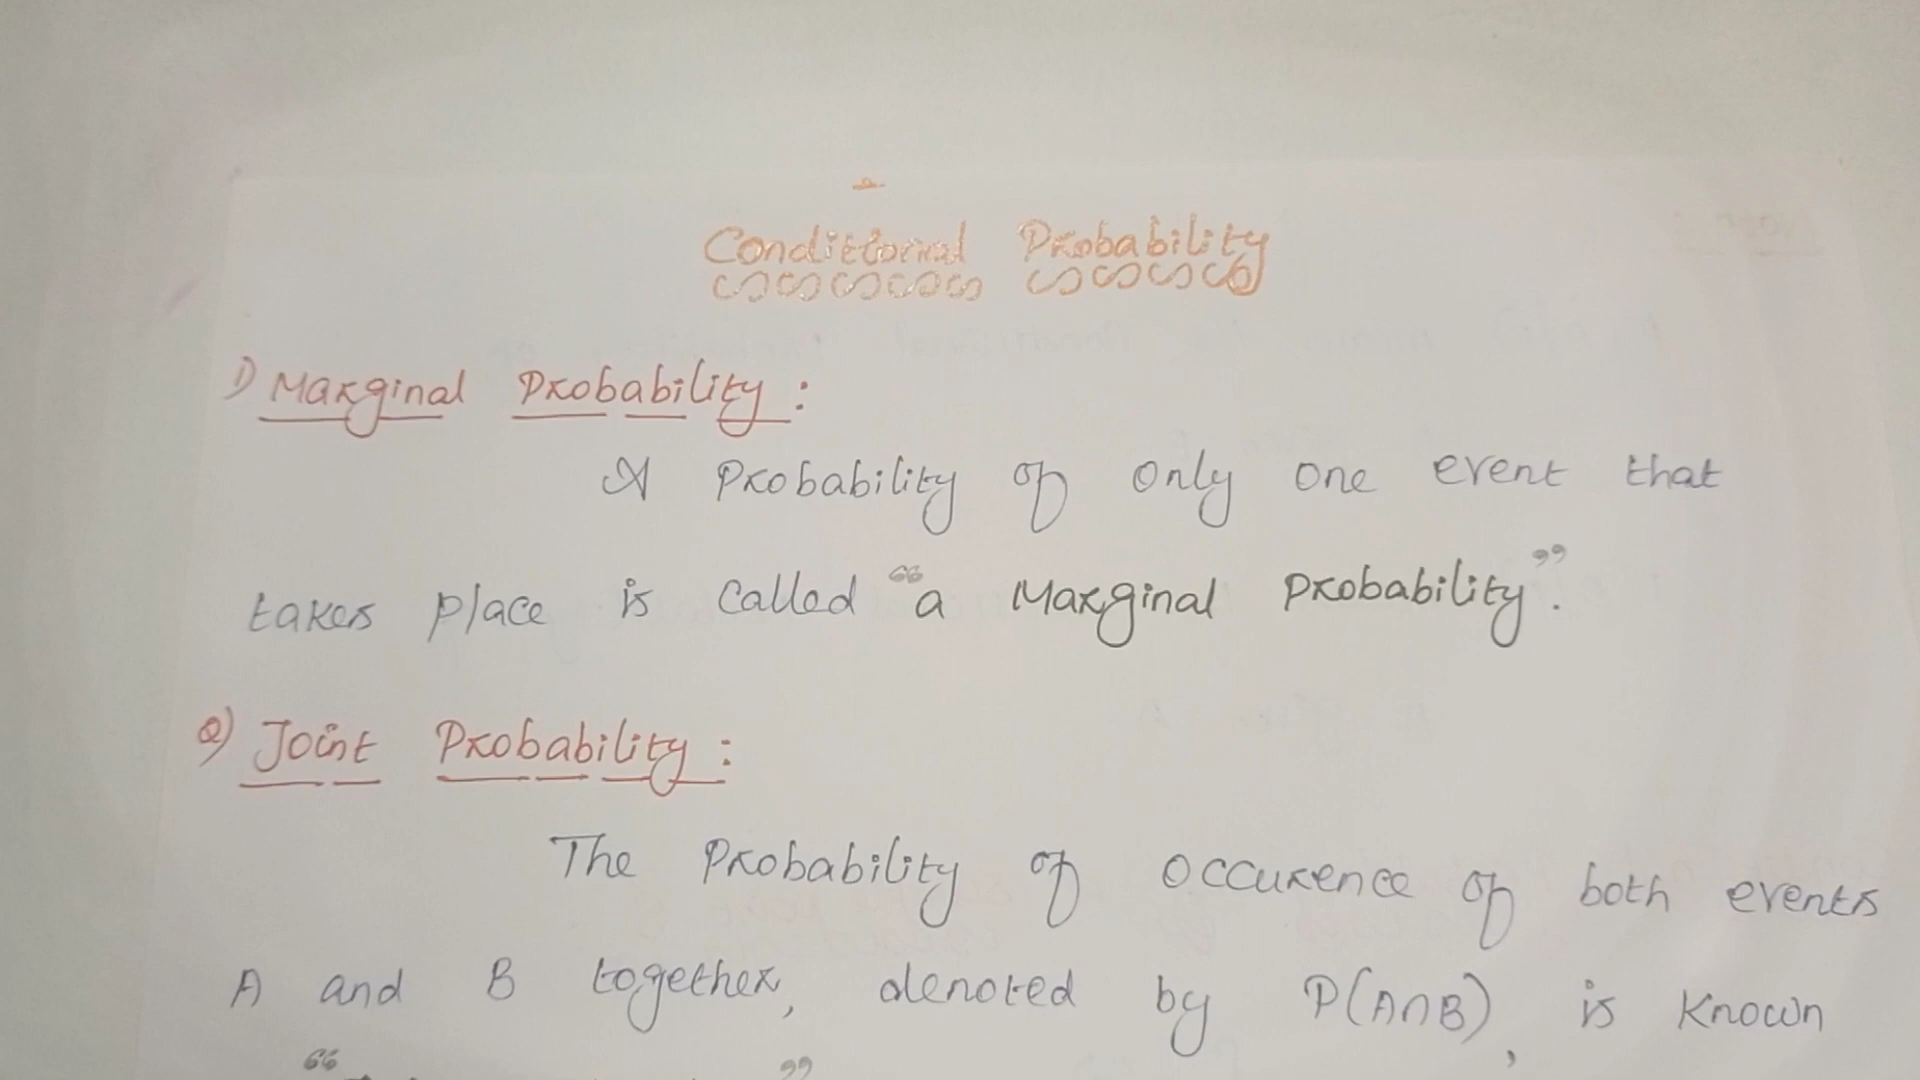 Conditional Probability
1) Marginal Probability :
A Probability of only one event that
takes place is called “a Marginal Probability”.
2) Joint Probability :
The Probability of occurence of both events
A and B together, denoted by P(A∩B), is known